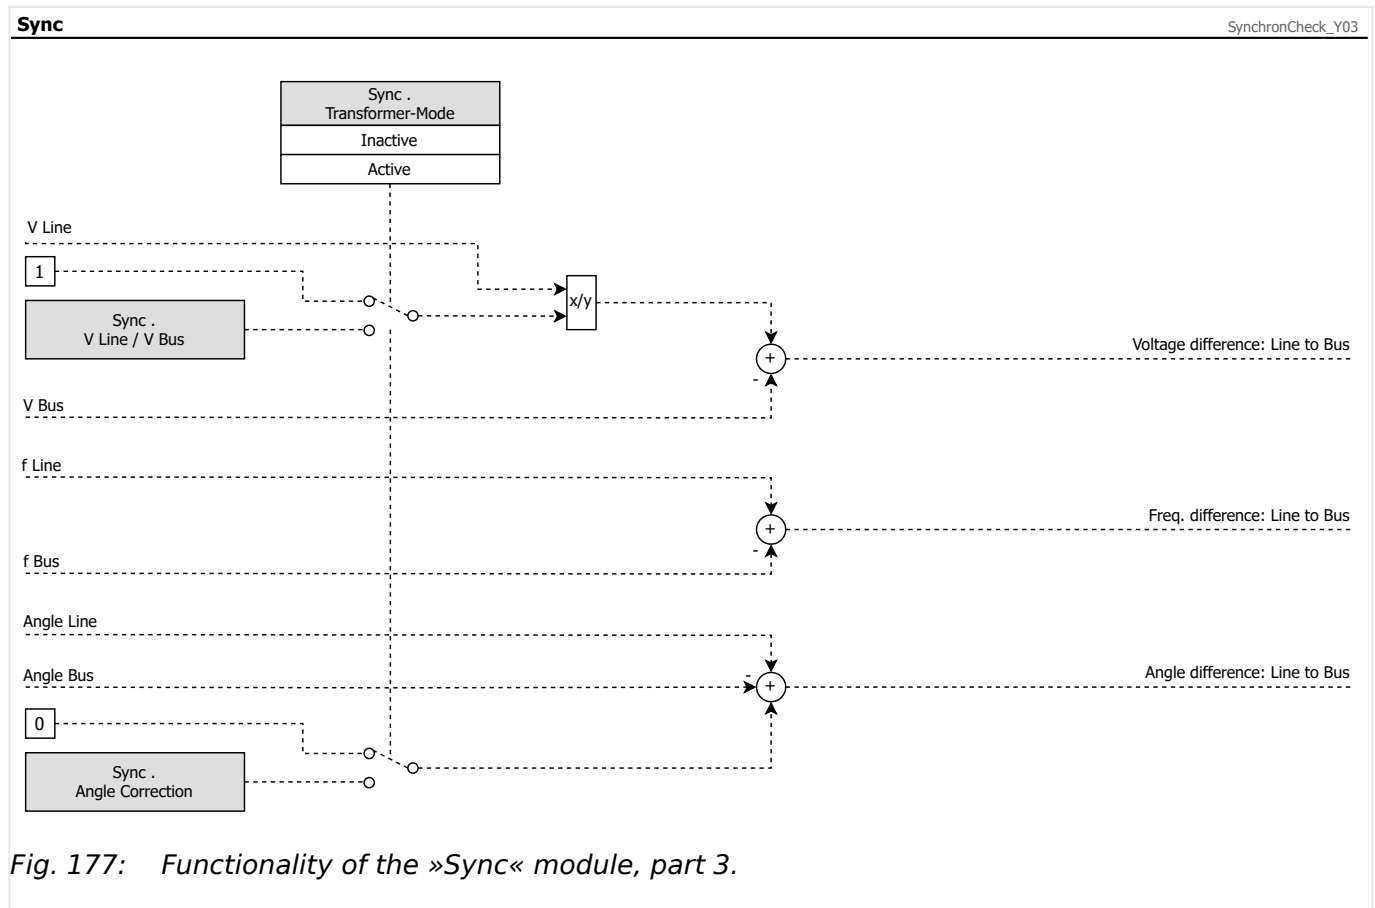 Sync
SynchronCheck_Y03
Sync .
Transformer-Mode
Inactive
Active
V Line
1
Sync .
V Line / V Bus
x/y
+
-
Voltage difference: Line to Bus
V Bus
f Line
+
-
Freq. difference: Line to Bus
f Bus
Angle Line
Angle Bus
-
+
Angle difference: Line to Bus
0
Sync .
Angle Correction
Fig. 177: Functionality of the »Sync« module, part 3.